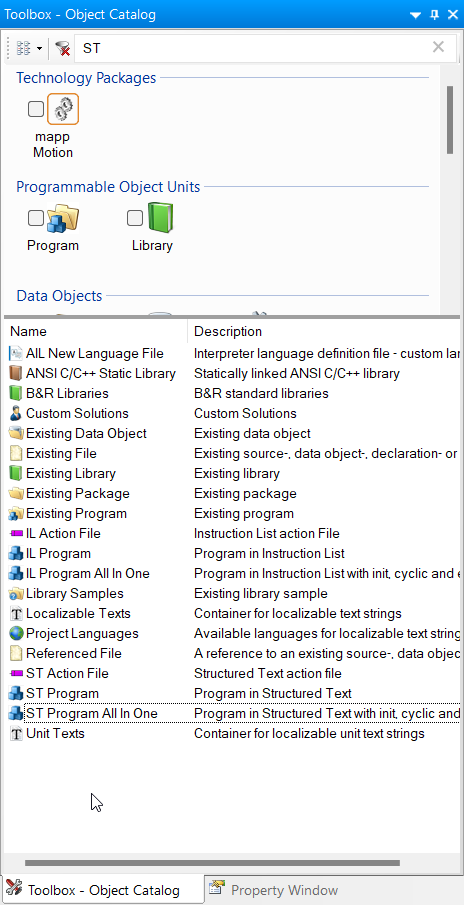 Toolbox - Object Catalog
ST
Technology Packages
mapp
Motion
Programmable Object Units
Program Library
Data Objects
Name Description
AIL New Language File Interpreter language definition file - custom lan
ANSI C/C++ Static Library Statically linked ANSI C/C++ library
B&R Libraries B&R standard libraries
Custom Solutions Custom Solutions
Existing Data Object Existing data object
Existing File Existing source-, data object-, declaration- or
Existing Library Existing library
Existing Package Existing package
Existing Program Existing program
IL Action File Instruction List action File
IL Program Program in Instruction List
IL Program All In One Program in Instruction List with init, cyclic and e
Library Samples Existing library sample
Localizable Texts Container for localizable text strings
Project Languages Available languages for localizable text string
Referenced File A reference to an existing source-, data objec
ST Action File Structured Text action file
ST Program Program in Structured Text
ST Program All In One Program in Structured Text with init, cyclic and
Unit Texts Container for localizable unit text strings
Toolbox - Object Catalog Property Window